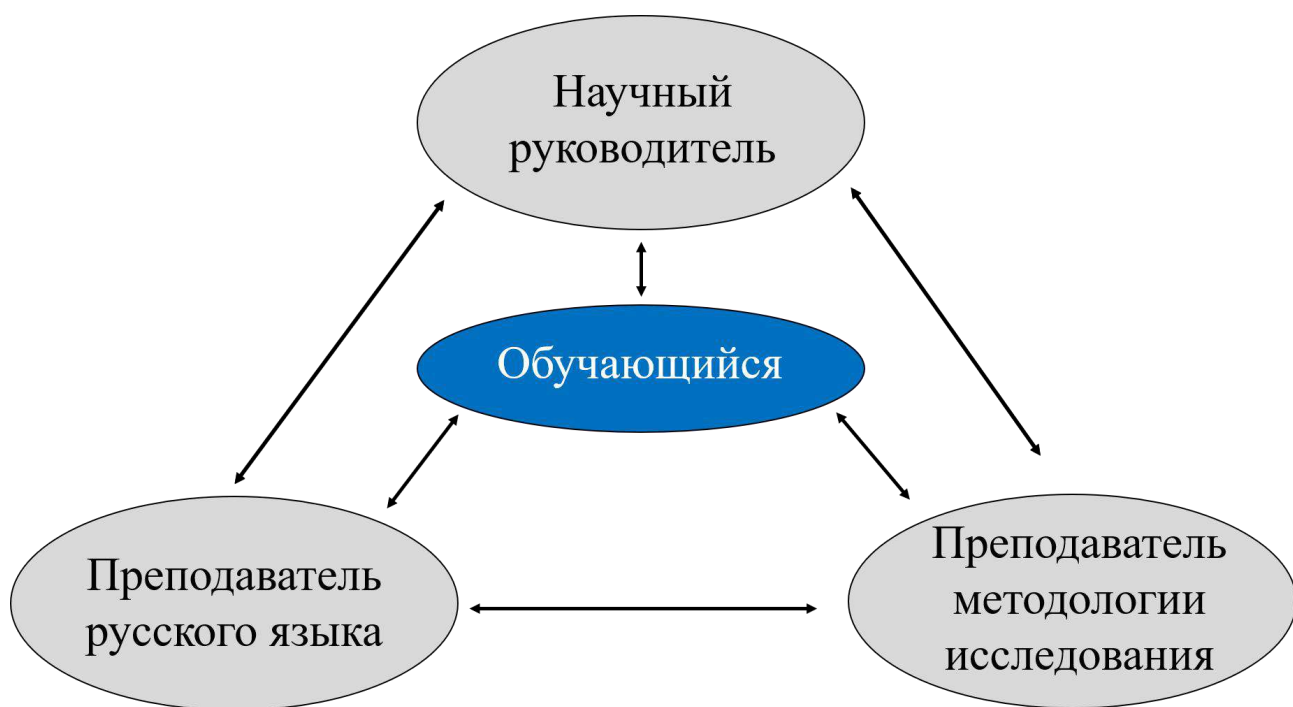 Научный
руководитель
Обучающийся
Преподаватель
русского языка
Преподаватель
методологии
исследования